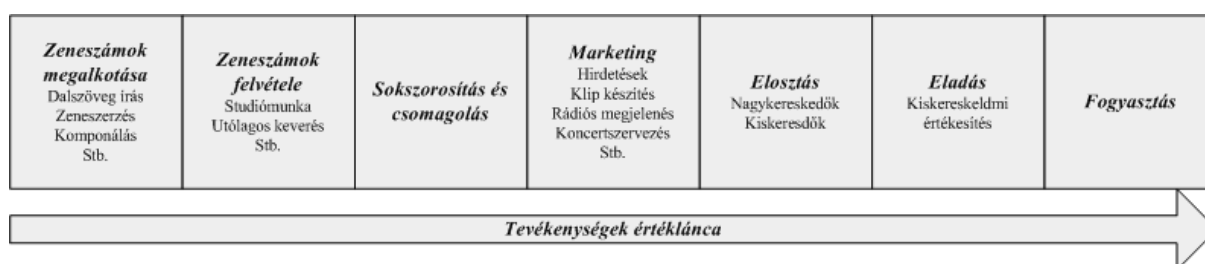 Zeneszámok
megalkotása
Dalszöveg írás
Zeneszerzés
Komponálás
Stb.
Zeneszámok
felvétele
Studiómunka
Utólagos keverés
Stb.
Sokszorosítás és
csomagolás
Marketing
Hirdetések
Klip készítés
Rádiós megjelenés
Koncertszervezés
Stb.
Elosztás
Nagykereskedők
Kiskeresdők
Eladás
Kiskereskeldmi
értékesítés
Fogyasztás
Tevékenységek értéklánca